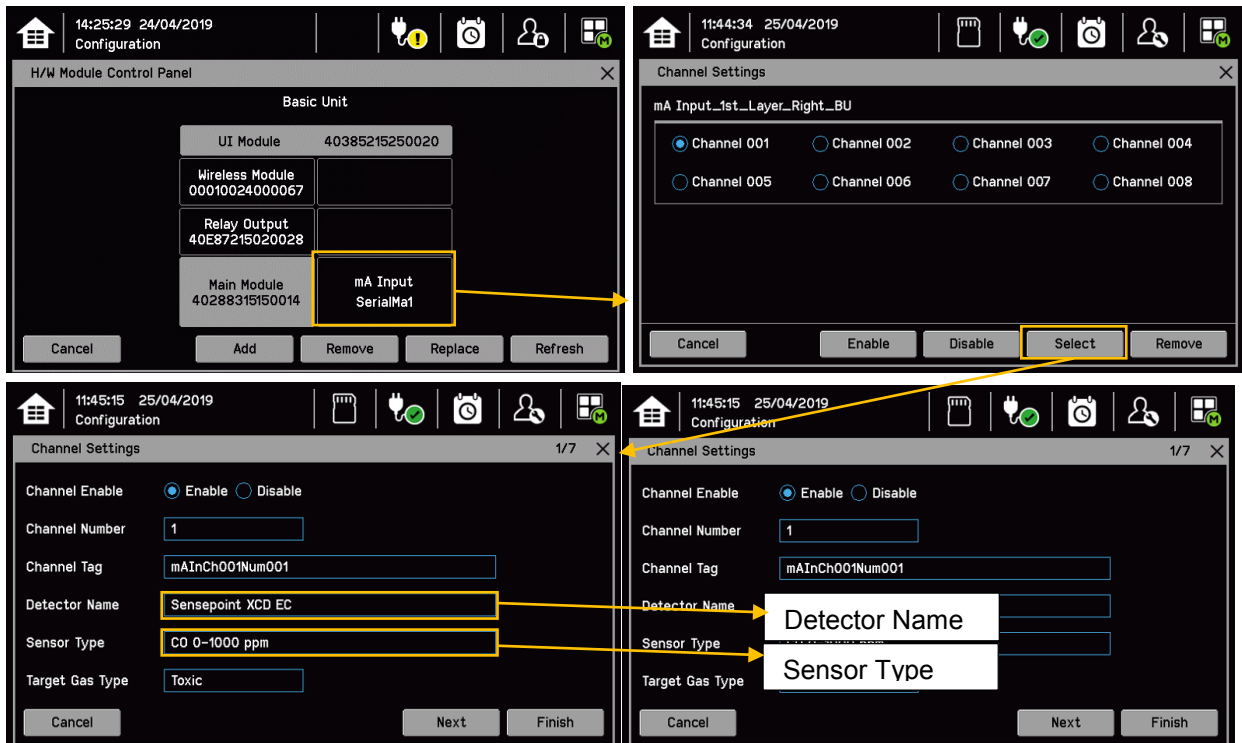 14:25:29 24/04/2019
Configuration
M
H/W Module Control Panel
Basic Unit
UI Module 40385215250020
Wireless Module
00010024000067
Relay Output
40E87215020028
Main Module
40288315150014
mA Input
SerialMa1
Cancel Add Remove Replace Refresh
11:44:34 25/04/2019
Configuration
M
Channel Settings
mA Input_1st_Layer_Right_BU
Channel 001 Channel 002 Channel 003 Channel 004
Channel 005 Channel 006 Channel 007 Channel 008
Cancel Enable Disable Select Remove
11:45:15 25/04/2019
Configuration
M
Channel Settings 1/7
Channel Enable Enable Disable
Channel Number 1
Channel Tag mAInCh001Num001
Detector Name Sensepoint XCD EC
Sensor Type CO 0-1000 ppm
Target Gas Type Toxic
Cancel Next Finish
11:45:15 25/04/2019
Configuration
M
Channel Settings 1/7
Channel Enable Enable Disable
Channel Number 1
Channel Tag mAInCh001Num001
Detector Name Detector Name
Sensor Type Sensor Type
Target Gas Type
Cancel Next Finish